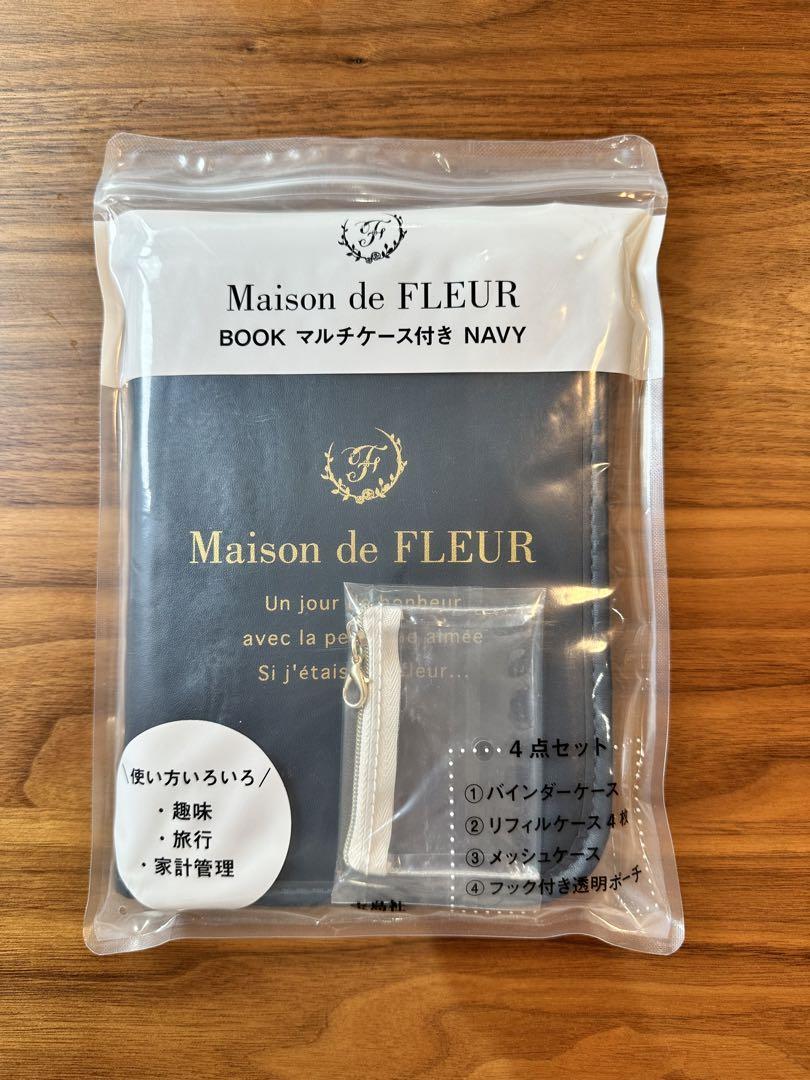 F
Maison de FLEUR
BOOK マルチケース付き NAVY
F
Maison de FLEUR
Un jour bonheur
avec la aimée
Si j'étais fleur...
\使い方いろいろ/
・趣味
・旅行
・家計管理
4点セット
①バインダーケース
②リフィルケース4枚
③メッシュケース
④フック付き透明ポーチ